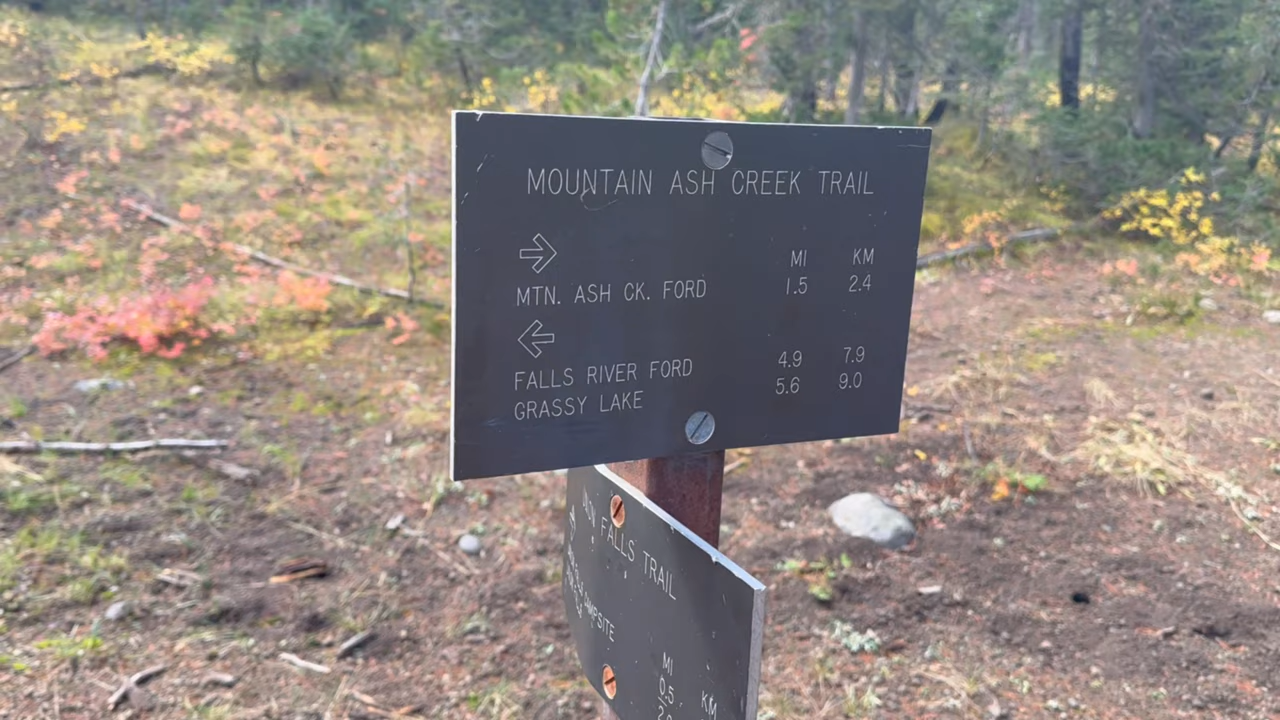 MOUNTAIN ASH CREEK TRAIL
MI KM
MTN. ASH CK. FORD 1.5 2.4
FALLS RIVER FORD 4.9 7.9
GRASSY LAKE 5.6 9.0
FALLS TRAIL
CAMPSITE
MI KM
0.5